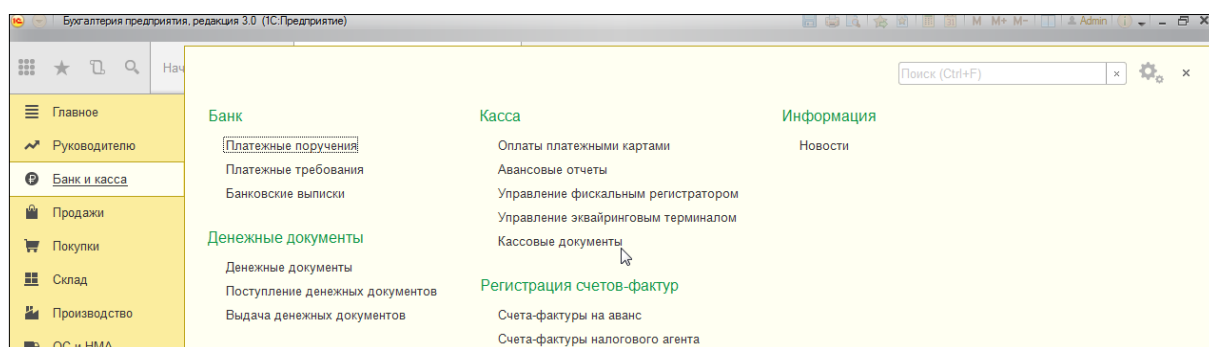 Бухгалтерия предприятия, редакция 3.0 (1С:Предприятие)
M M+ M-
Admin
Нач
Поиск (Ctrl+F)
Главное
Руководителю
Банк и касса
Продажи
Покупки
Склад
Производство
ОС и НМА
Банк
Платежные поручения
Платежные требования
Банковские выписки
Денежные документы
Денежные документы
Поступление денежных документов
Выдача денежных документов
Касса
Оплаты платежными картами
Авансовые отчеты
Управление фискальным регистратором
Управление эквайринговым терминалом
Кассовые документы
Регистрация счетов-фактур
Счета-фактуры на аванс
Счета-фактуры налогового агента
Информация
Новости